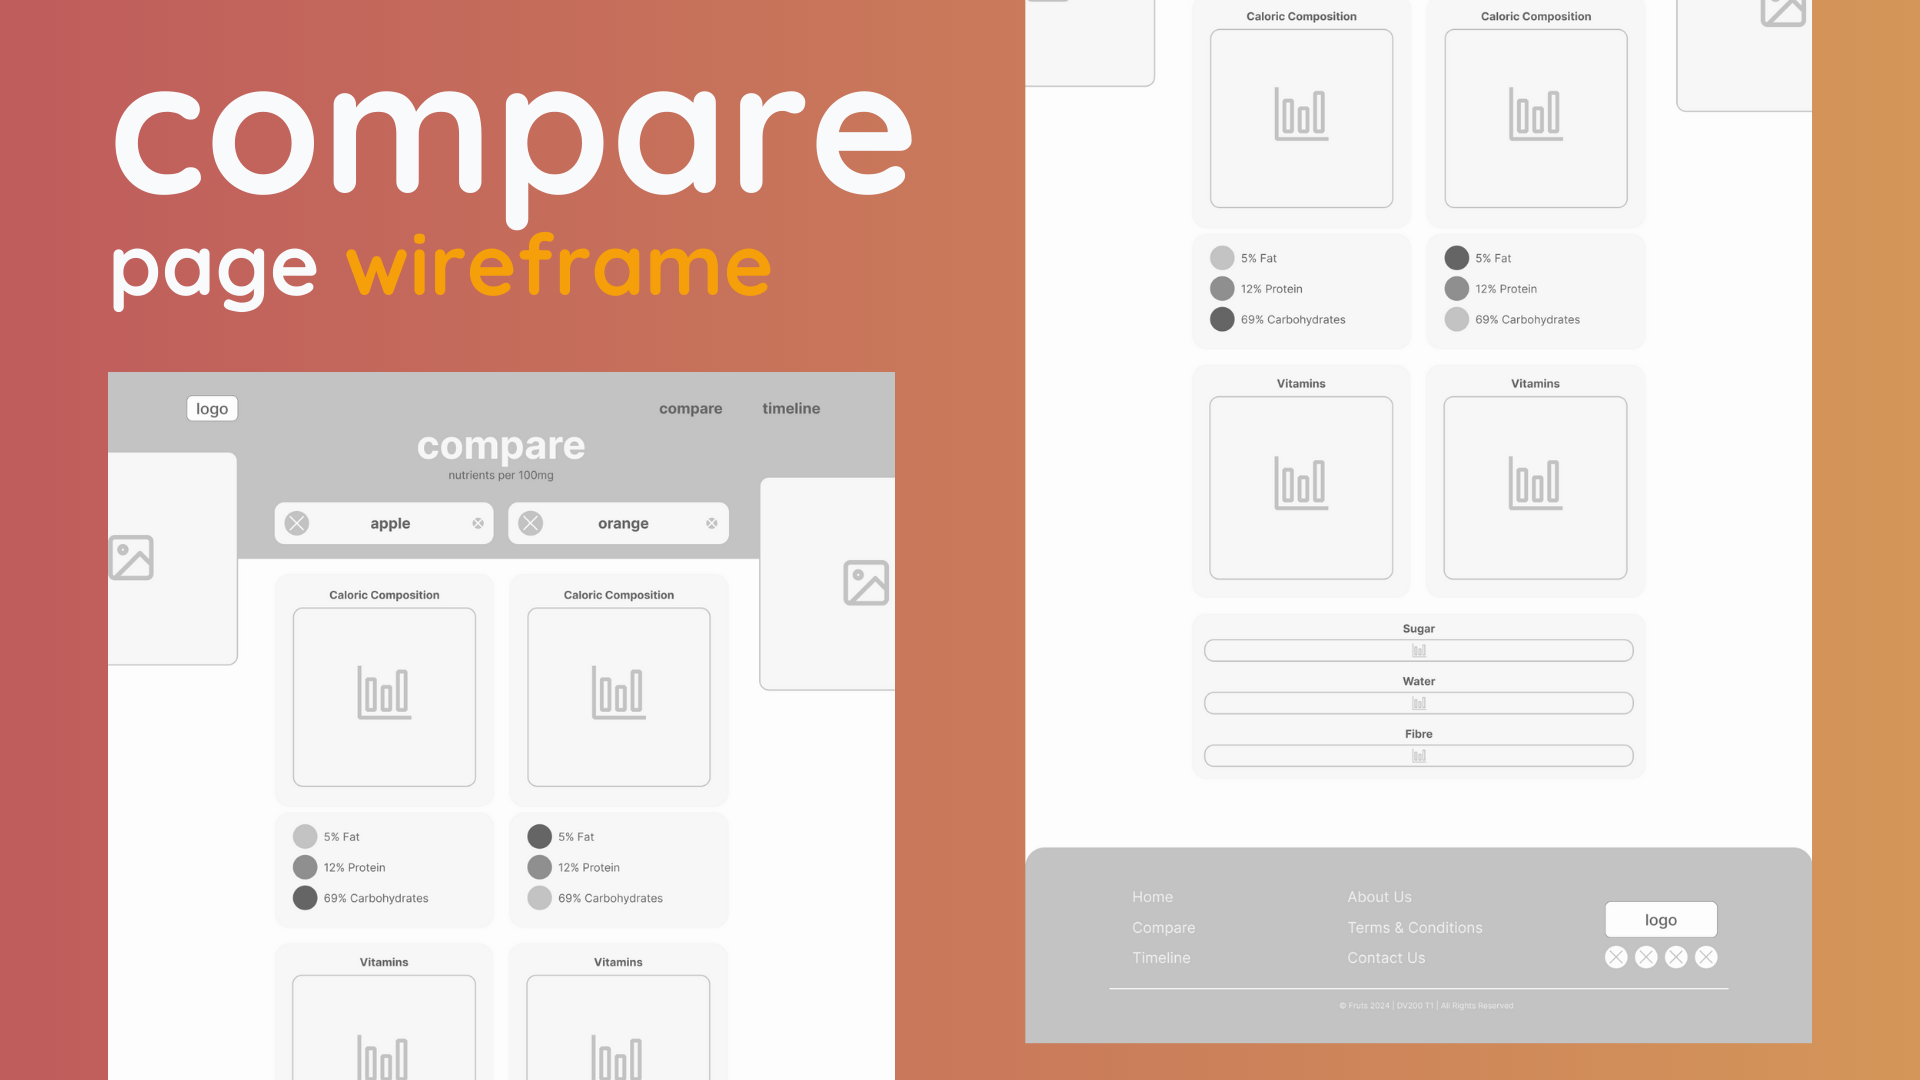 compare
page wireframe
logo
compare timeline
compare
nutrients per 100mg
apple
orange
Caloric Composition
Caloric Composition
5% Fat
12% Protein
69% Carbohydrates
5% Fat
12% Protein
69% Carbohydrates
Vitamins
Vitamins
Caloric Composition
Caloric Composition
5% Fat
12% Protein
69% Carbohydrates
5% Fat
12% Protein
69% Carbohydrates
Vitamins
Vitamins
Sugar
Water
Fibre
Home
Compare
Timeline
About Us
Terms & Conditions
Contact Us
logo
© Fruts 2024 | DV200 T1 | All Rights Reserved